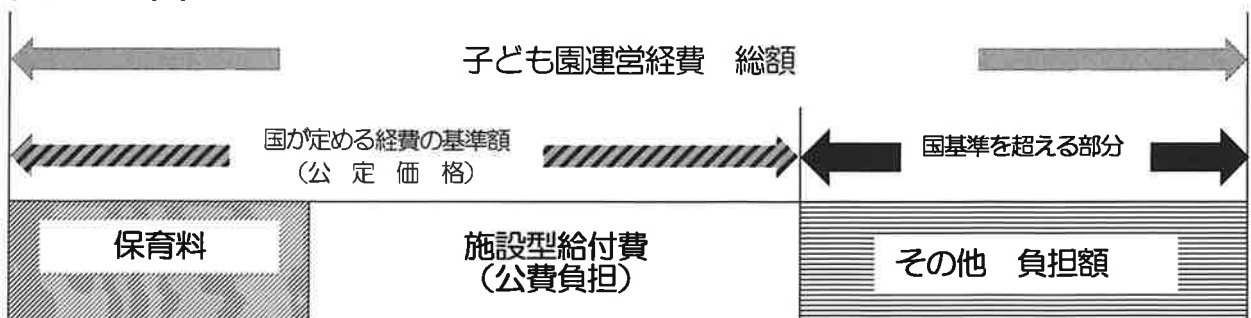 子ども園運営経費　総額
国が定める経費の基準額
（公　定　価　格）
国基準を超える部分
保育料
施設型給付費
（公費負担）
その他　負担額